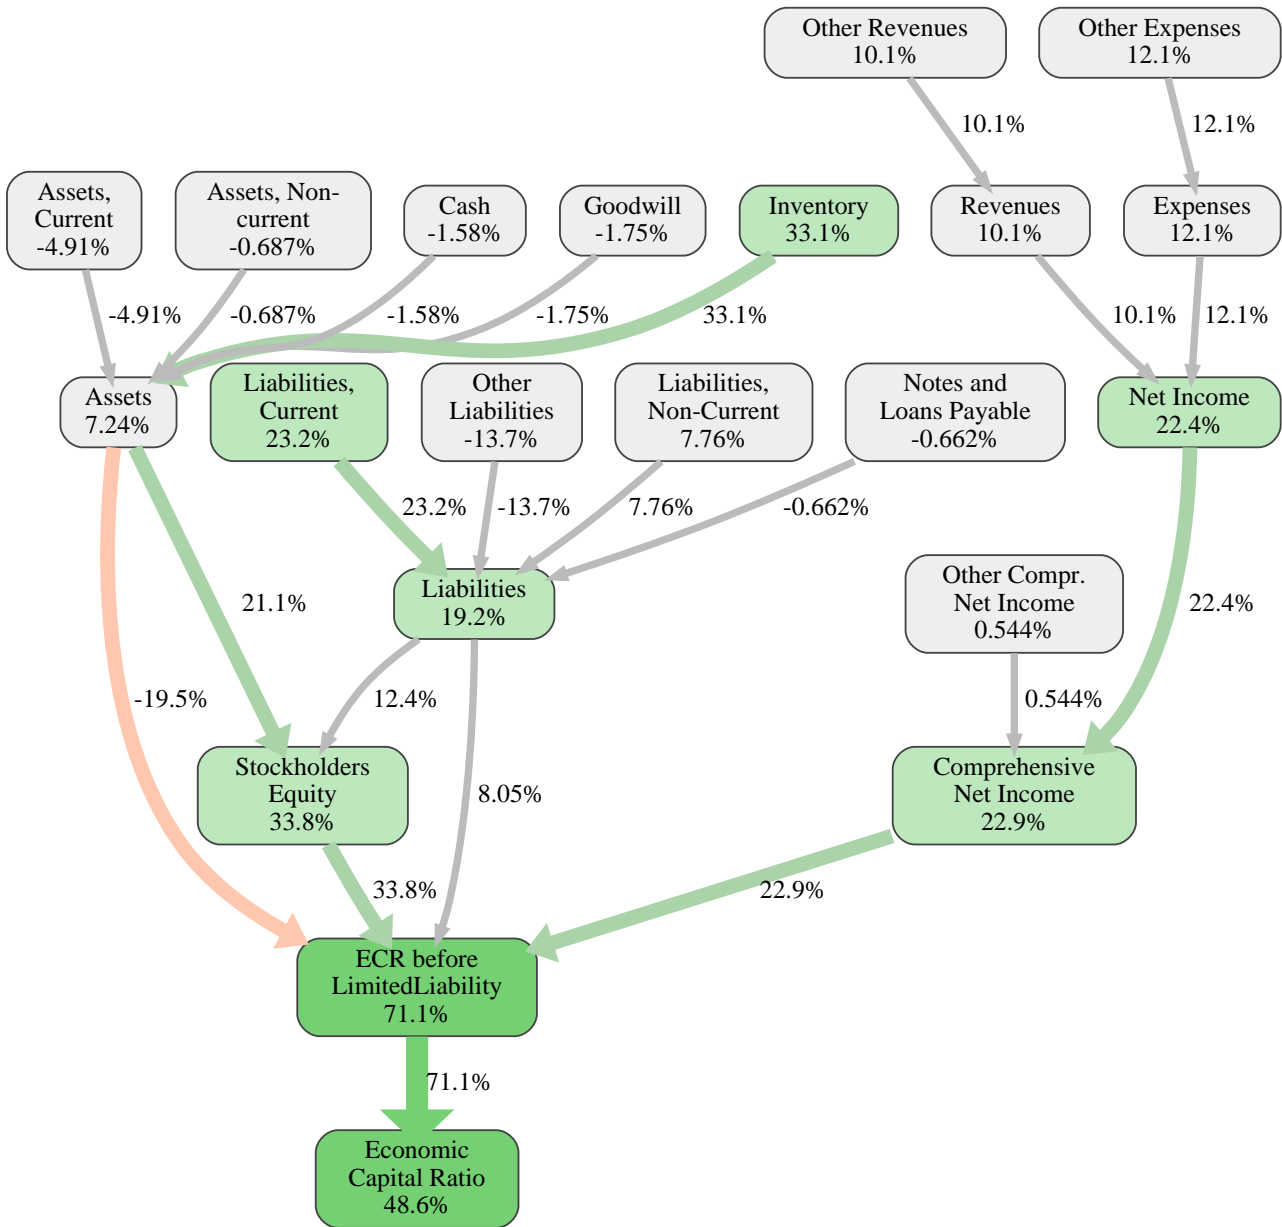 Other Revenues
10.1%
Other Expenses
12.1%
10.1%
12.1%
Assets,
Current
-4.91%
Assets, Non-
current
-0.687%
Cash
-1.58%
Goodwill
-1.75%
Inventory
33.1%
Revenues
10.1%
Expenses
12.1%
-4.91%
-0.687%
-1.58%
-1.75%
33.1%
10.1%
12.1%
Assets
7.24%
Liabilities,
Current
23.2%
Other
Liabilities
-13.7%
Liabilities,
Non-Current
7.76%
Notes and
Loans Payable
-0.662%
Net Income
22.4%
23.2%
-13.7%
7.76%
-0.662%
Liabilities
19.2%
Other Compr.
Net Income
0.544%
21.1%
22.4%
-19.5%
12.4%
0.544%
Stockholders
Equity
33.8%
8.05%
Comprehensive
Net Income
22.9%
33.8%
22.9%
ECR before
LimitedLiability
71.1%
71.1%
Economic
Capital Ratio
48.6%